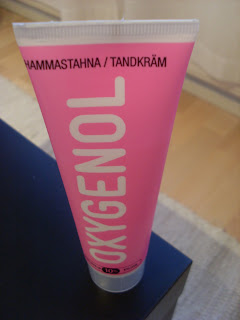 HAMMASTAHNA / TANDKRÄM
OXYGENOL